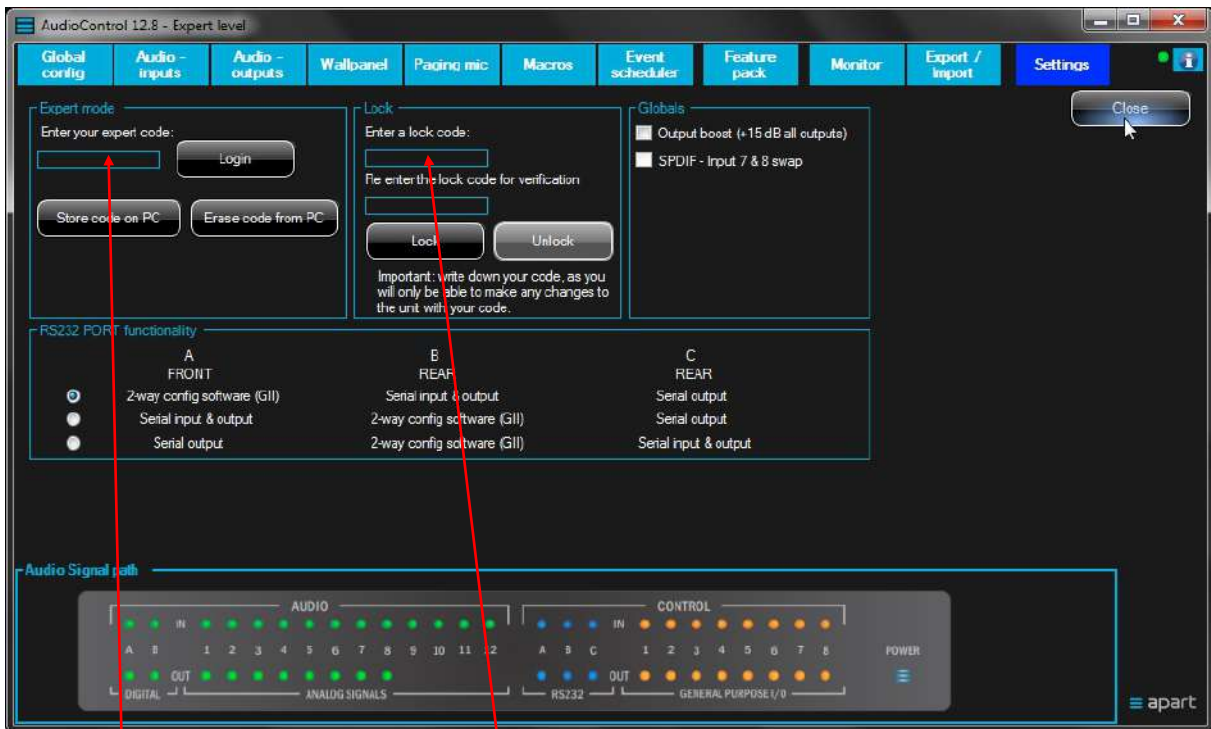 AudioControl 12.8 - Expert level
Global config
Audio - inputs
Audio - outputs
Wallpanel
Paging mic
Macros
Event scheduler
Feature pack
Monitor
Export / Import
Settings
Close
Expert mode
Enter your expert code:
Login
Store code on PC
Erase code from PC
Lock
Enter a lock code:
Re enter the lock code for verification
Lock
Unlock
Important: write down your code, as you
will only be able to make any changes to
the unit with your code.
Globals
Output boost (+15 dB all outputs)
SPDIF - Input 7 & 8 swap
RS232 PORT functionality
A B C
FRONT REAR REAR
2-way config software (GII) Serial input & output Serial output
Serial input & output 2-way config software (GII) Serial output
Serial output 2-way config software (GII) Serial input & output
Audio Signal path
AUDIO CONTROL
IN IN
A B 1 2 3 4 5 6 7 8 9 10 11 12 A B C 1 2 3 4 5 6 7 8 POWER
OUT OUT
DIGITAL ANALOG SIGNALS RS232 GENERAL PURPOSE I/O
apart